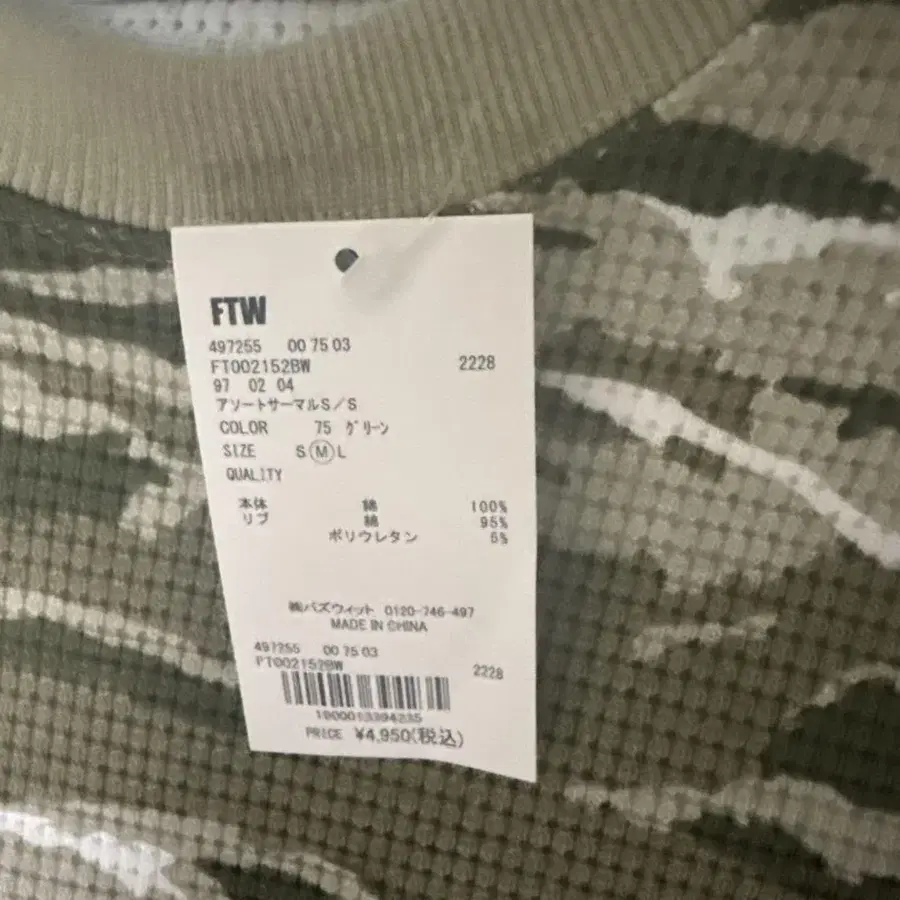 FTW
497255 00 75 03
FT002152BW 2228
97 02 04
アソートサーマルS/S
COLOR 75 グリーン
SIZE S M L
QUALITY
本体 綿 100%
リブ 綿 95%
ポリウレタン 5%
㈱バズウィット 0120-746-497
MADE IN CHINA
497255 00 75 03
FT002152BW 2228
1900013394235
PRICE ¥4,950(税込)